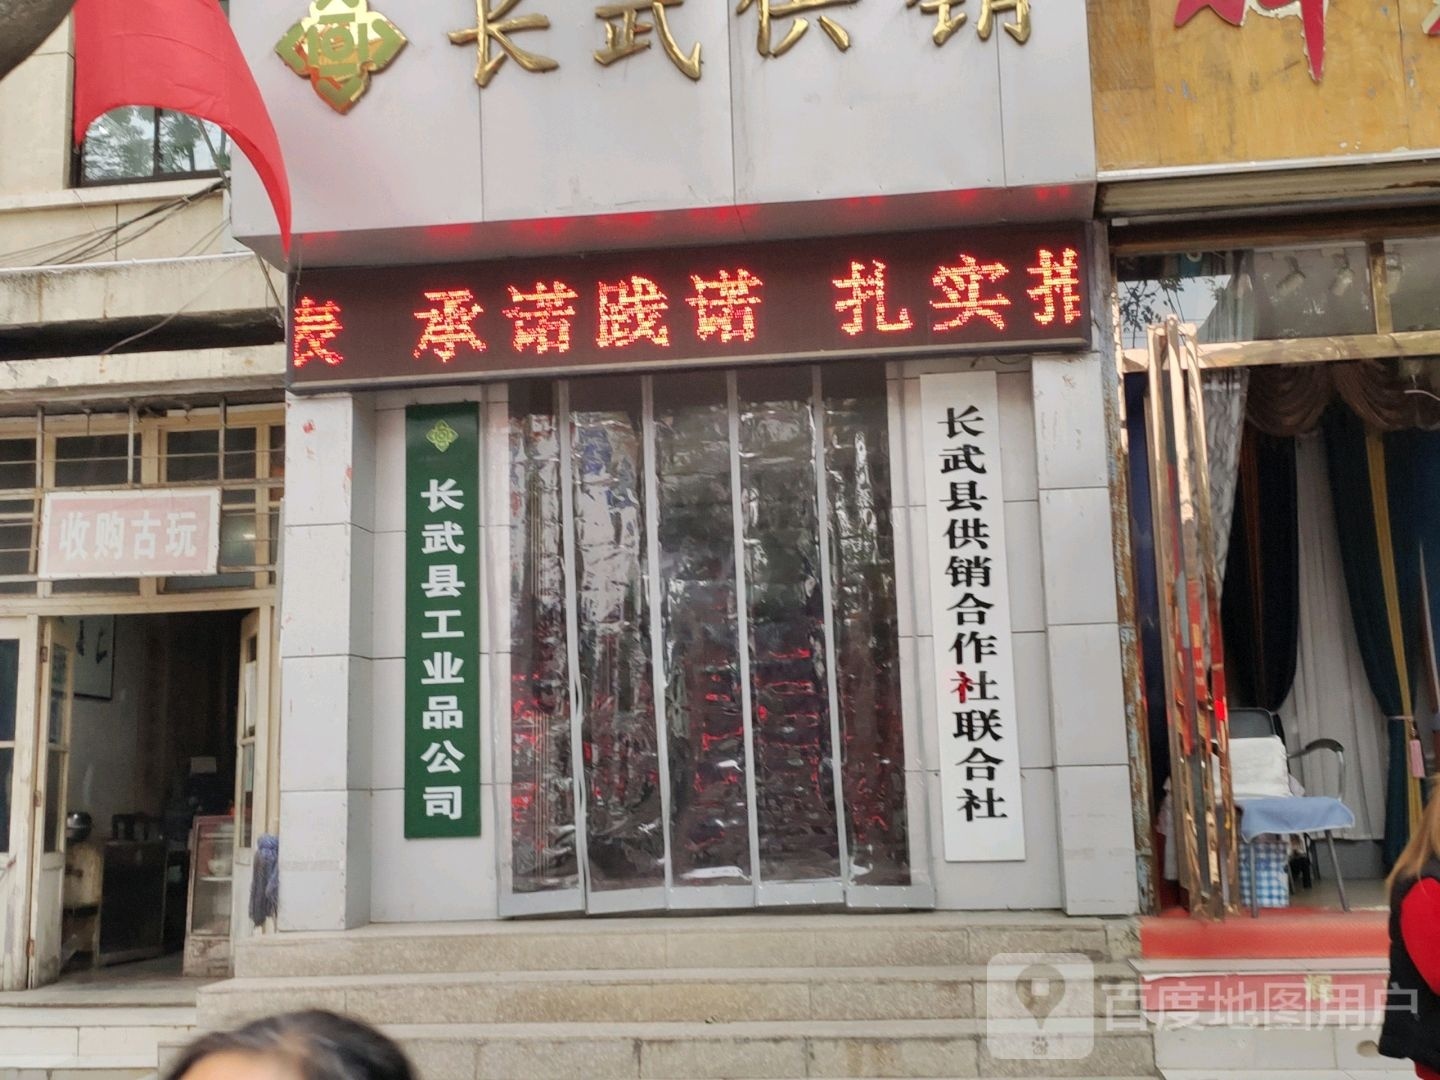 长武供销
承诺践诺 扎实推
长武县工业品公司
长武县供销合作社联合社
收购古玩
百度地图用户